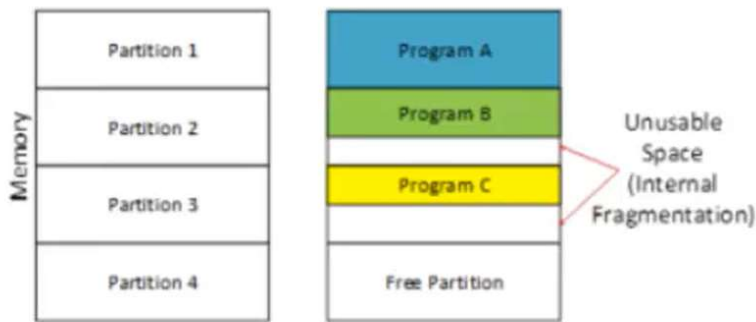 Memory
Partition 1
Partition 2
Partition 3
Partition 4
Program A
Program B
Program C
Free Partition
Unusable
Space
(Internal
Fragmentation)